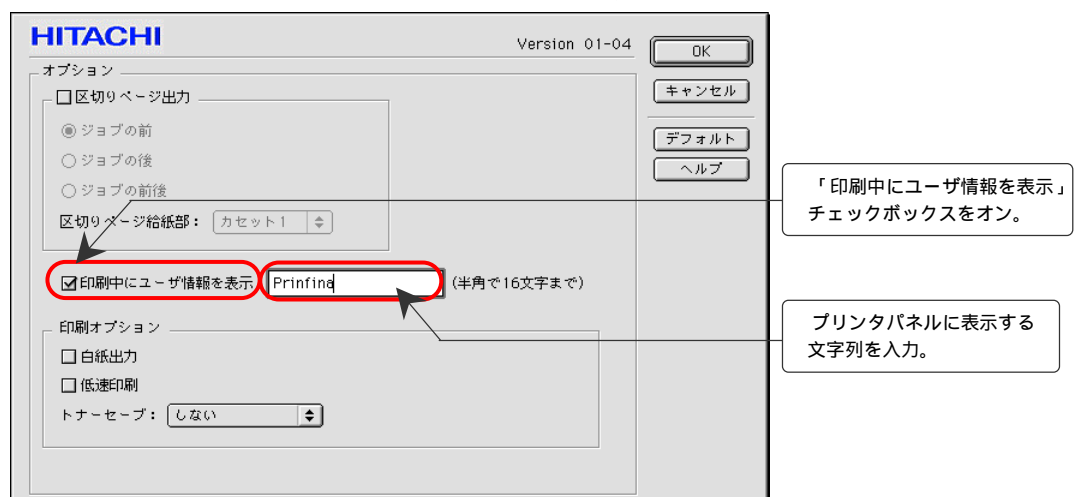 HITACHI
Version 01-04
OK
キャンセル
デフォルト
ヘルプ
オプション
区切りページ出力
ジョブの前
ジョブの後
ジョブの前後
区切りページ給紙部： カセット1
印刷中にユーザ情報を表示 Prinfina (半角で16文字まで)
印刷オプション
白紙出力
低速印刷
トナーセーブ： しない
「印刷中にユーザ情報を表示」
チェックボックスをオン。
プリンタパネルに表示する
文字列を入力。